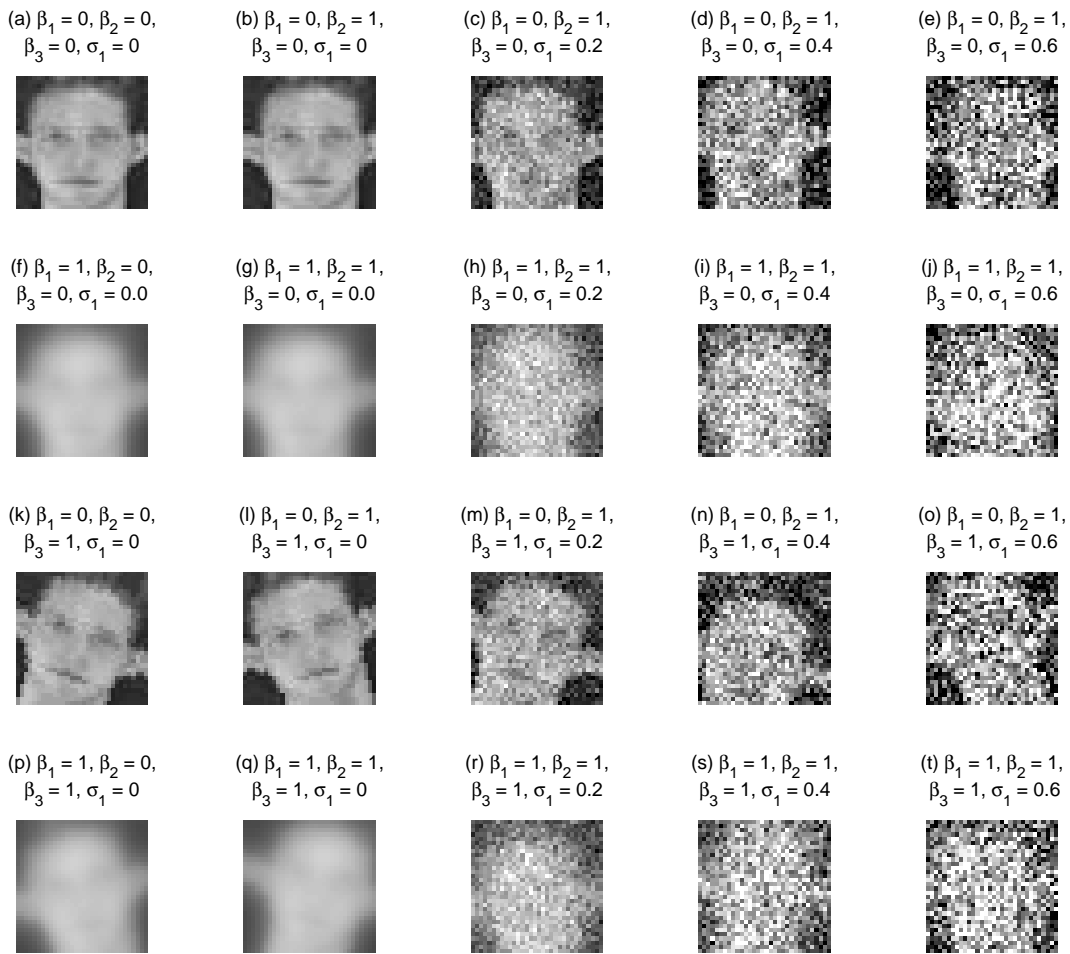 (a) β₁ = 0, β₂ = 0,
β₃ = 0, σ₁ = 0
(b) β₁ = 0, β₂ = 1,
β₃ = 0, σ₁ = 0
(c) β₁ = 0, β₂ = 1,
β₃ = 0, σ₁ = 0.2
(d) β₁ = 0, β₂ = 1,
β₃ = 0, σ₁ = 0.4
(e) β₁ = 0, β₂ = 1,
β₃ = 0, σ₁ = 0.6
(f) β₁ = 1, β₂ = 0,
β₃ = 0, σ₁ = 0.0
(g) β₁ = 1, β₂ = 1,
β₃ = 0, σ₁ = 0.0
(h) β₁ = 1, β₂ = 1,
β₃ = 0, σ₁ = 0.2
(i) β₁ = 1, β₂ = 1,
β₃ = 0, σ₁ = 0.4
(j) β₁ = 1, β₂ = 1,
β₃ = 0, σ₁ = 0.6
(k) β₁ = 0, β₂ = 0,
β₃ = 1, σ₁ = 0
(l) β₁ = 0, β₂ = 1,
β₃ = 1, σ₁ = 0
(m) β₁ = 0, β₂ = 1,
β₃ = 1, σ₁ = 0.2
(n) β₁ = 0, β₂ = 1,
β₃ = 1, σ₁ = 0.4
(o) β₁ = 0, β₂ = 1,
β₃ = 1, σ₁ = 0.6
(p) β₁ = 1, β₂ = 0,
β₃ = 1, σ₁ = 0
(q) β₁ = 1, β₂ = 1,
β₃ = 1, σ₁ = 0
(r) β₁ = 1, β₂ = 1,
β₃ = 1, σ₁ = 0.2
(s) β₁ = 1, β₂ = 1,
β₃ = 1, σ₁ = 0.4
(t) β₁ = 1, β₂ = 1,
β₃ = 1, σ₁ = 0.6